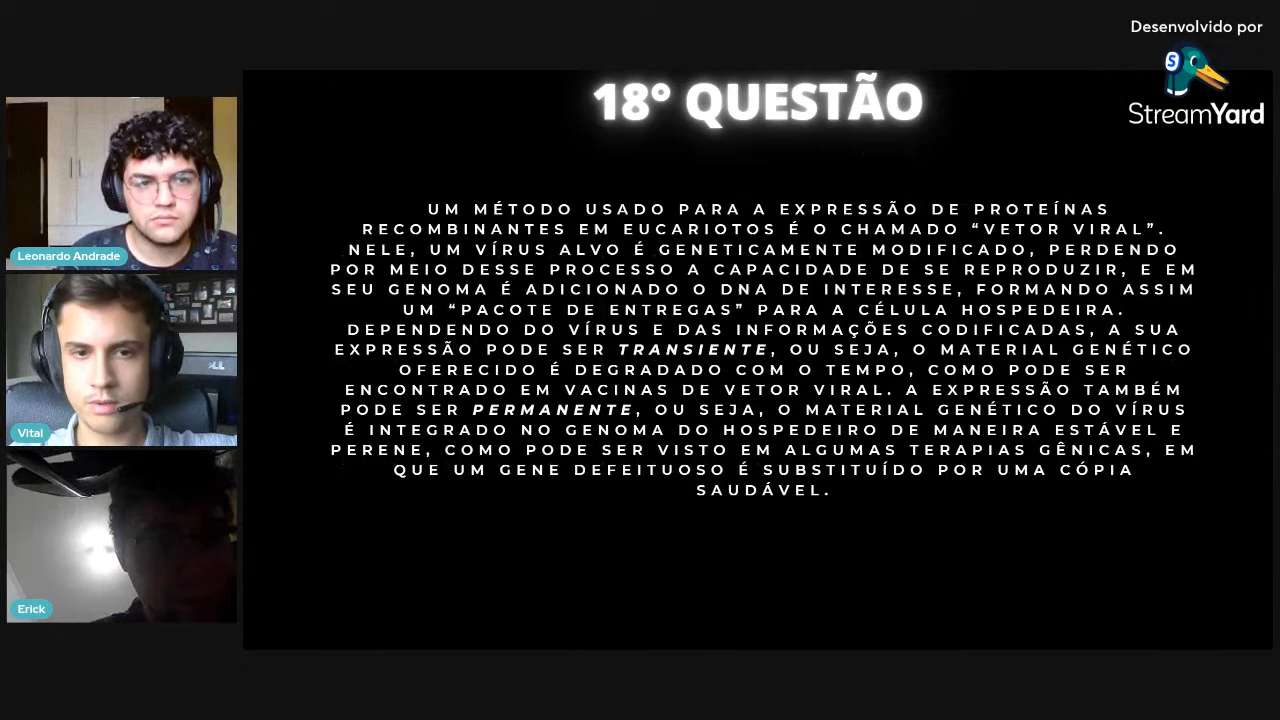 Desenvolvido por
StreamYard
18° QUESTÃO
UM MÉTODO USADO PARA A EXPRESSÃO DE PROTEÍNAS
RECOMBINANTES EM EUCARIOTOS É O CHAMADO “VETOR VIRAL”.
NELE, UM VÍRUS ALVO É GENETICAMENTE MODIFICADO, PERDENDO
POR MEIO DESSE PROCESSO A CAPACIDADE DE SE REPRODUZIR, E EM
SEU GENOMA É ADICIONADO O DNA DE INTERESSE, FORMANDO ASSIM
UM “PACOTE DE ENTREGAS” PARA A CÉLULA HOSPEDEIRA.
DEPENDENDO DO VÍRUS E DAS INFORMAÇÕES CODIFICADAS, A SUA
EXPRESSÃO PODE SER TRANSIENTE, OU SEJA, O MATERIAL GENÉTICO
OFERECIDO É DEGRADADO COM O TEMPO, COMO PODE SER
ENCONTRADO EM VACINAS DE VETOR VIRAL. A EXPRESSÃO TAMBÉM
PODE SER PERMANENTE, OU SEJA, O MATERIAL GENÉTICO DO VÍRUS
É INTEGRADO NO GENOMA DO HOSPEDEIRO DE MANEIRA ESTÁVEL E
PERENE, COMO PODE SER VISTO EM ALGUMAS TERAPIAS GÊNICAS, EM
QUE UM GENE DEFEITUOSO É SUBSTITUÍDO POR UMA CÓPIA
SAUDÁVEL.
Leonardo Andrade
Vital
Erick